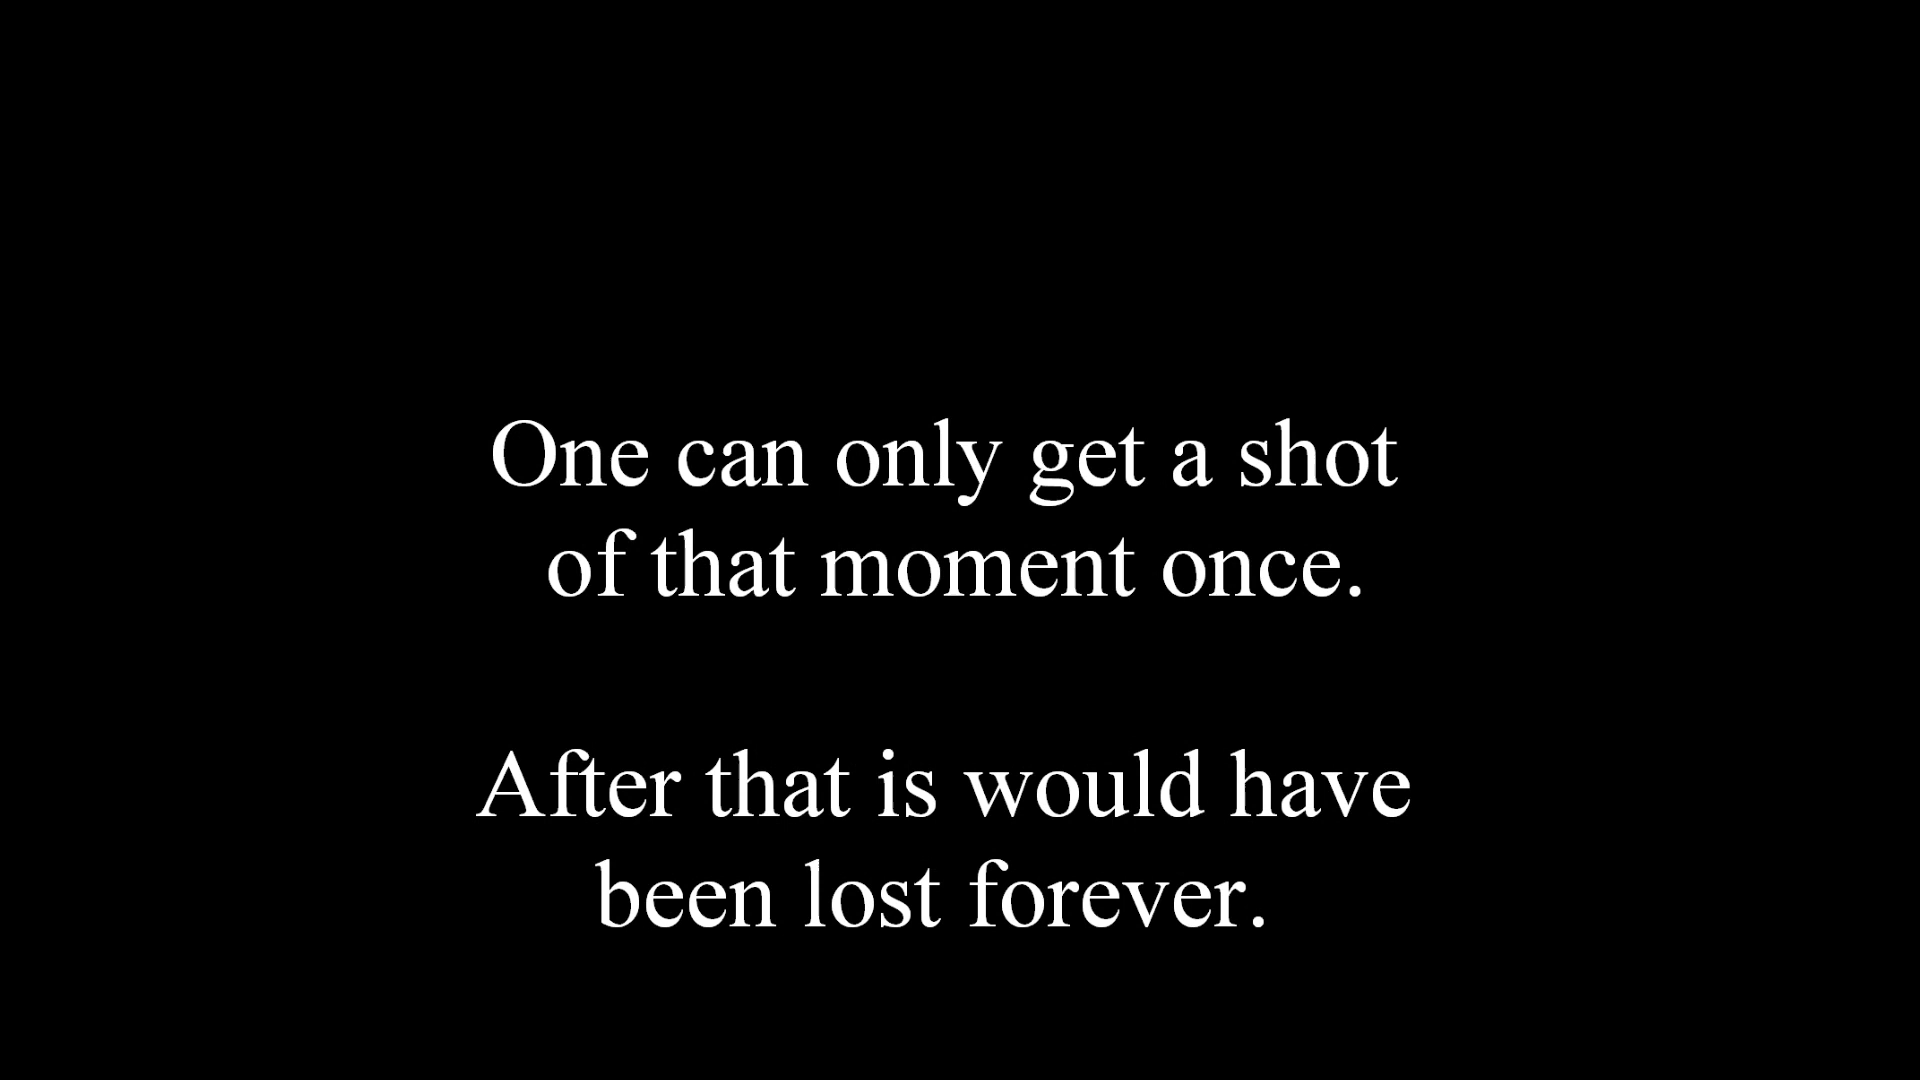 One can only get a shot
of that moment once.
After that is would have
been lost forever.